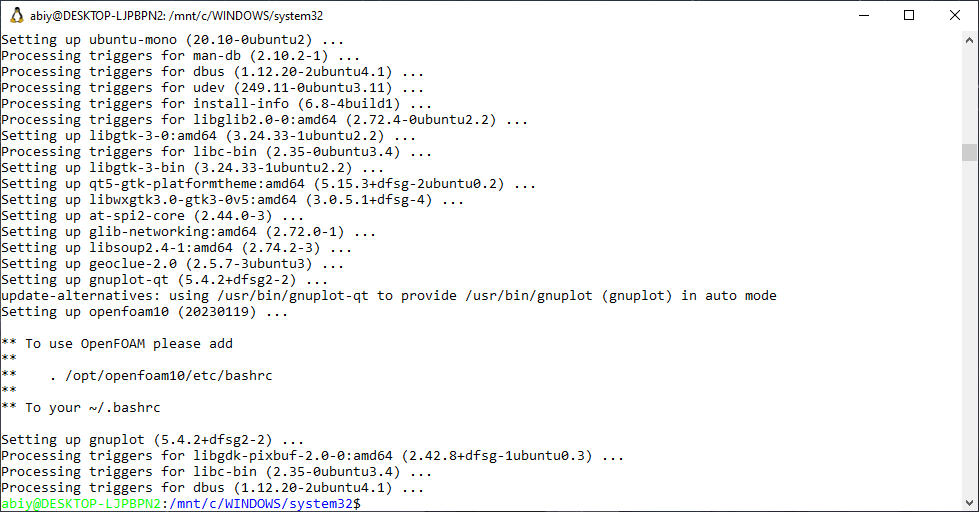 abiy@DESKTOP-LJPBPN2: /mnt/c/WINDOWS/system32
Setting up ubuntu-mono (20.10-0ubuntu2) ...
Processing triggers for man-db (2.10.2-1) ...
Processing triggers for dbus (1.12.20-2ubuntu4.1) ...
Processing triggers for udev (249.11-0ubuntu3.11) ...
Processing triggers for install-info (6.8-4build1) ...
Processing triggers for libglib2.0-0:amd64 (2.72.4-0ubuntu2.2) ...
Setting up libgtk-3-0:amd64 (3.24.33-1ubuntu2.2) ...
Processing triggers for libc-bin (2.35-0ubuntu3.4) ...
Setting up libgtk-3-bin (3.24.33-1ubuntu2.2) ...
Setting up qt5-gtk-platformtheme:amd64 (5.15.3+dfsg-2ubuntu0.2) ...
Setting up libwxgtk3.0-gtk3-0v5:amd64 (3.0.5.1+dfsg-4) ...
Setting up at-spi2-core (2.44.0-3) ...
Setting up glib-networking:amd64 (2.72.0-1) ...
Setting up libsoup2.4-1:amd64 (2.74.2-3) ...
Setting up geoclue-2.0 (2.5.7-3ubuntu3) ...
Setting up gnuplot-qt (5.4.2+dfsg2-2) ...
update-alternatives: using /usr/bin/gnuplot-qt to provide /usr/bin/gnuplot (gnuplot) in auto mode
Setting up openfoam10 (20230119) ...
** To use OpenFOAM please add
**
**    . /opt/openfoam10/etc/bashrc
**
** To your ~/.bashrc
Setting up gnuplot (5.4.2+dfsg2-2) ...
Processing triggers for libgdk-pixbuf-2.0-0:amd64 (2.42.8+dfsg-1ubuntu0.3) ...
Processing triggers for libc-bin (2.35-0ubuntu3.4) ...
Processing triggers for dbus (1.12.20-2ubuntu4.1) ...
abiy@DESKTOP-LJPBPN2:/mnt/c/WINDOWS/system32$